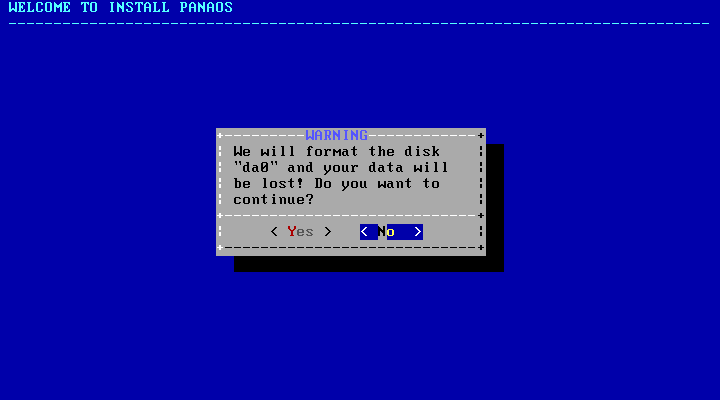 WELCOME TO INSTALL PANAOS
WARNING
We will format the disk
"da0" and your data will
be lost! Do you want to
continue?
< Yes > < No >